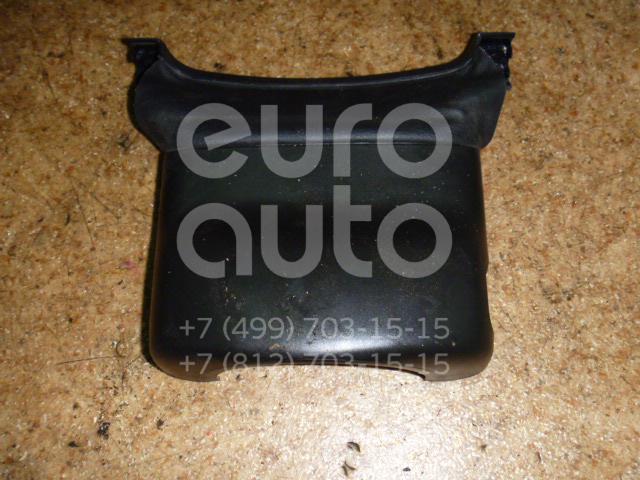 euro
auto
+7 (499) 703-15-15
+7 (812) 703-15-15